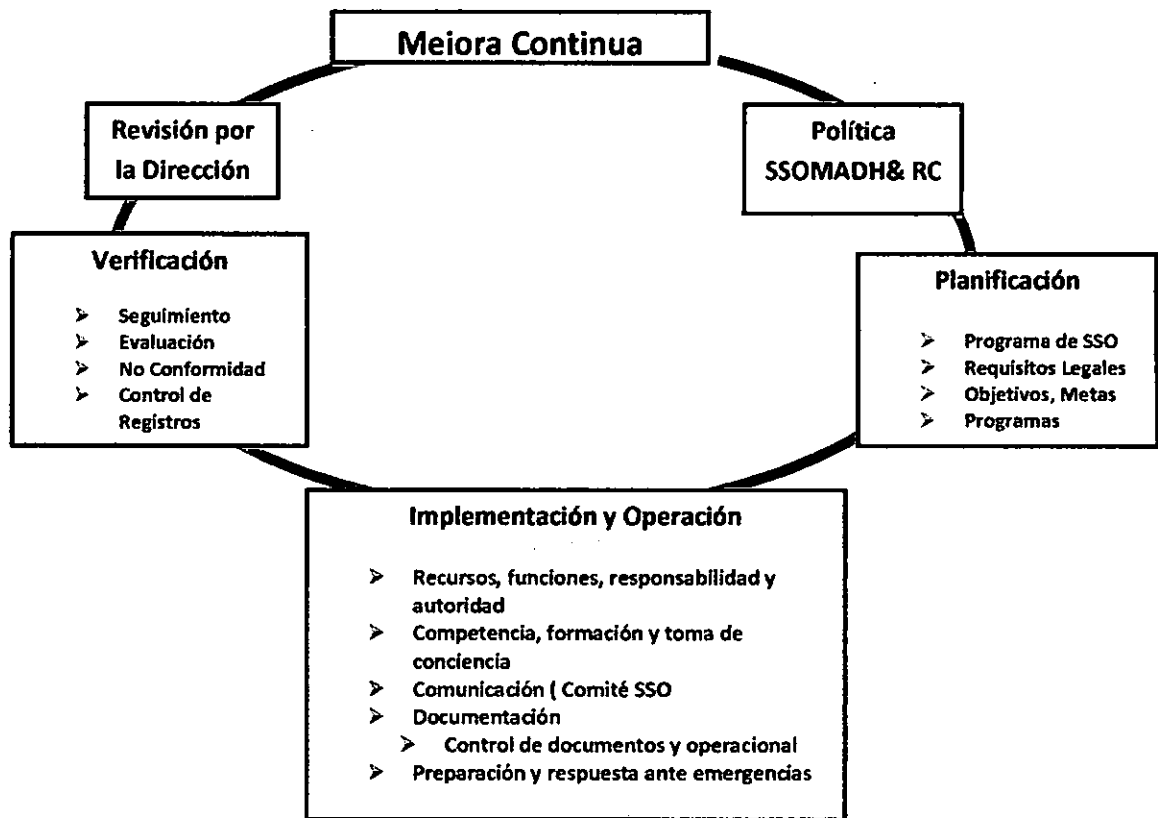 Meiora Continua
Revisión por
la Dirección
Política
SSOMADH& RC
Verificación
➢ Seguimiento
➢ Evaluación
➢ No Conformidad
➢ Control de
Registros
Planificación
➢ Programa de SSO
➢ Requisitos Legales
➢ Objetivos, Metas
➢ Programas
Implementación y Operación
➢ Recursos, funciones, responsabilidad y
autoridad
➢ Competencia, formación y toma de
conciencia
➢ Comunicación ( Comité SSO
➢ Documentación
➢ Control de documentos y operacional
➢ Preparación y respuesta ante emergencias